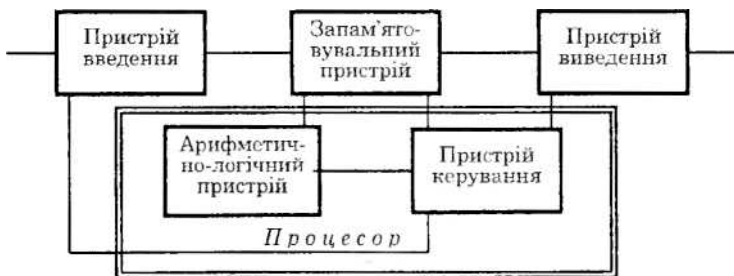 Пристрій
введення
Запам'ято-
вувальний
пристрій
Пристрій
виведення
Арифметич-
но-логічний
пристрій
Пристрій
керування
Процесор